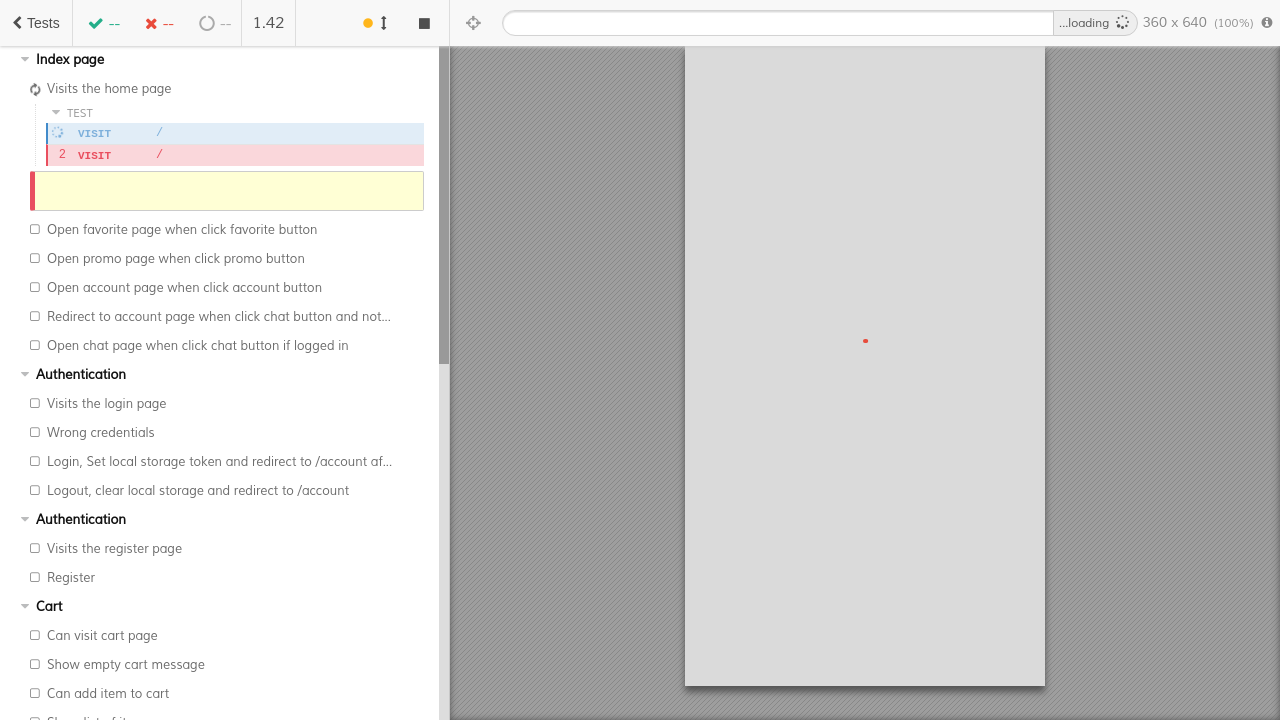 Tests -- -- -- 1.42 ...loading 360 x 640 (100%)
Index page
Visits the home page
TEST
VISIT /
2 VISIT /
Open favorite page when click favorite button
Open promo page when click promo button
Open account page when click account button
Redirect to account page when click chat button and not...
Open chat page when click chat button if logged in
Authentication
Visits the login page
Wrong credentials
Login, Set local storage token and redirect to /account af...
Logout, clear local storage and redirect to /account
Authentication
Visits the register page
Register
Cart
Can visit cart page
Show empty cart message
Can add item to cart